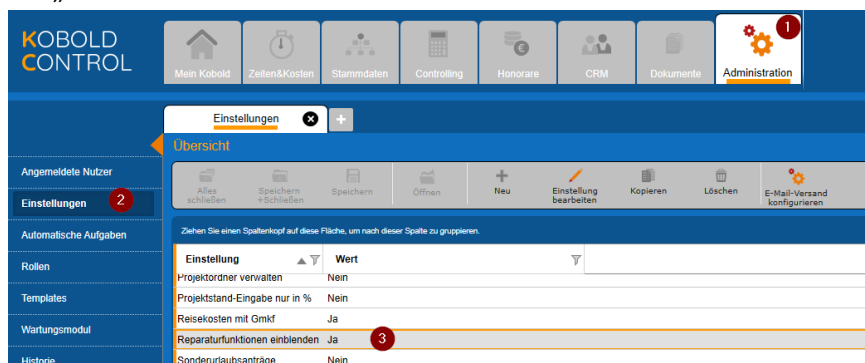 KOBOLD
CONTROL
Mein Kobold
Zeiten&Kosten
Stammdaten
Controlling
Honorare
CRM
Dokumente
Administration
1
Einstellungen
Übersicht
Angemeldete Nutzer
Einstellungen 2
Automatische Aufgaben
Rollen
Templates
Wartungsmodul
Historie
Alles
schließen
Speichern
+Schließen
Speichern
Öffnen
Neu
Einstellung
bearbeiten
Kopieren
Löschen
E-Mail-Versand
konfigurieren
Ziehen Sie einen Spaltenkopf auf diese Fläche, um nach dieser Spalte zu gruppieren.
Einstellung Wert
Projektordner verwalten Nein
Projektstand-Eingabe nur in % Nein
Reisekosten mit Gmkf Ja
Reparaturfunktionen einblenden Ja 3
Sonderurlaubsanträge Nein